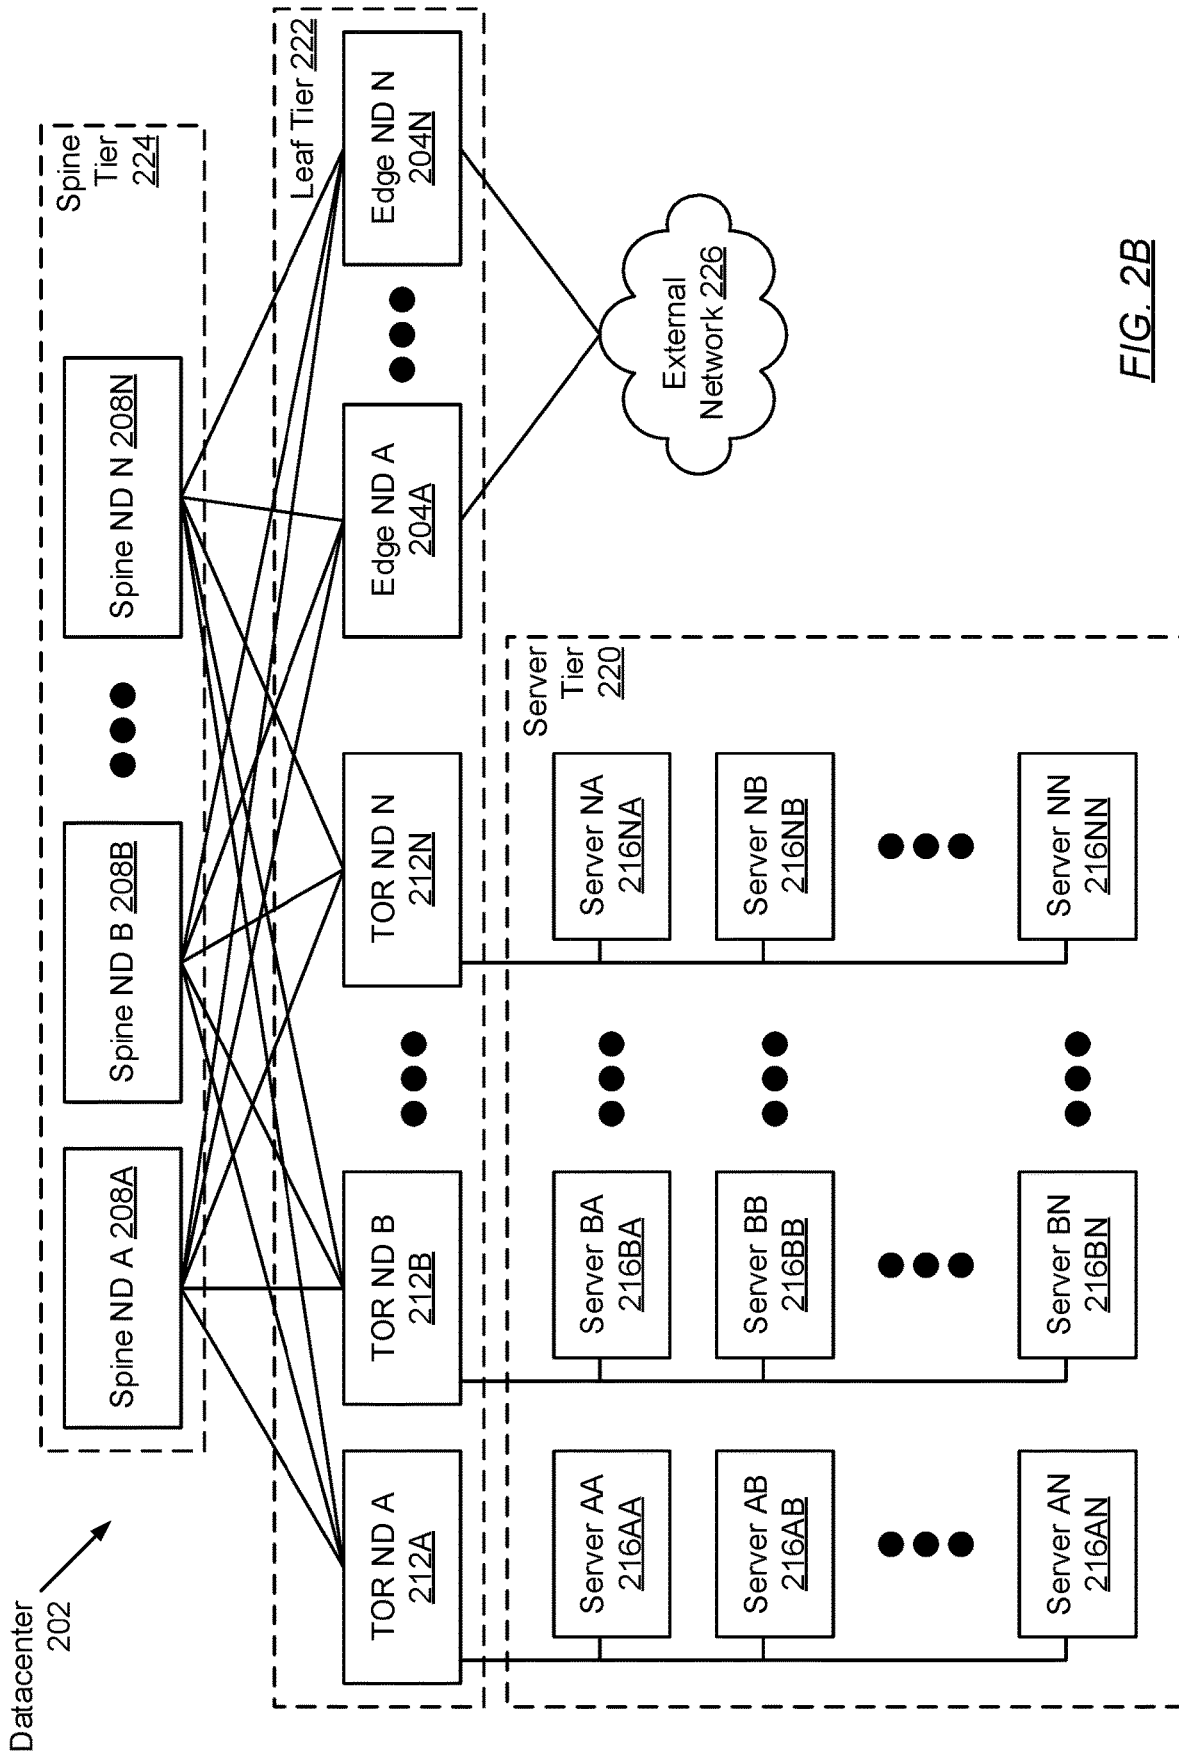 Datacenter
202
Spine
Tier
224
Spine ND A 208A
Spine ND B 208B
Spine ND N 208N
Leaf Tier 222
TOR ND A
212A
TOR ND B
212B
TOR ND N
212N
Edge ND A
204A
Edge ND N
204N
Server
Tier
220
Server AA
216AA
Server BA
216BA
Server NA
216NA
Server AB
216AB
Server BB
216BB
Server NB
216NB
Server AN
216AN
Server BN
216BN
Server NN
216NN
External
Network 226
FIG. 2B